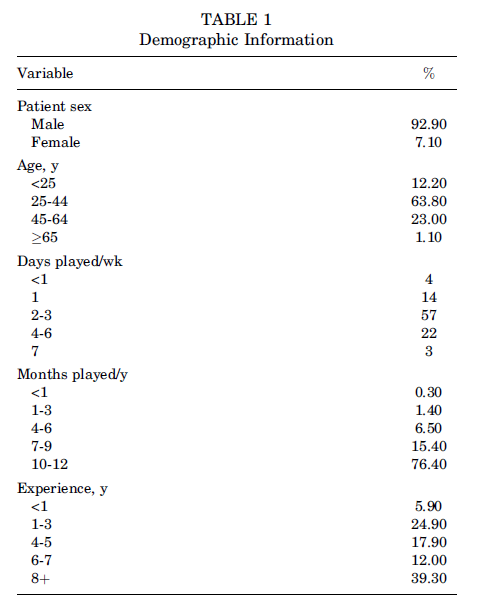 TABLE 1
Demographic Information
Variable %
Patient sex
Male 92.90
Female 7.10
Age, y
<25 12.20
25-44 63.80
45-64 23.00
≥65 1.10
Days played/wk
<1 4
1 14
2-3 57
4-6 22
7 3
Months played/y
<1 0.30
1-3 1.40
4-6 6.50
7-9 15.40
10-12 76.40
Experience, y
<1 5.90
1-3 24.90
4-5 17.90
6-7 12.00
8+ 39.30